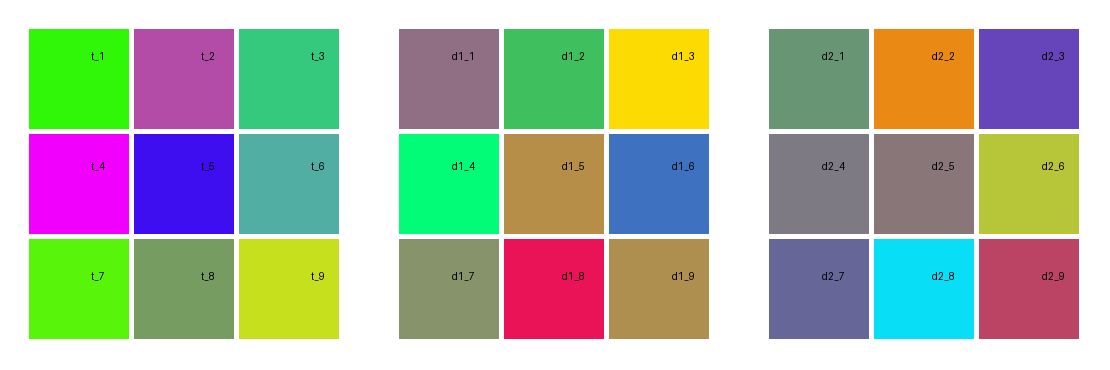 t_1 t_2 t_3 d1_1 d1_2 d1_3 d2_1 d2_2 d2_3
t_4 t_5 t_6 d1_4 d1_5 d1_6 d2_4 d2_5 d2_6
t_7 t_8 t_9 d1_7 d1_8 d1_9 d2_7 d2_8 d2_9